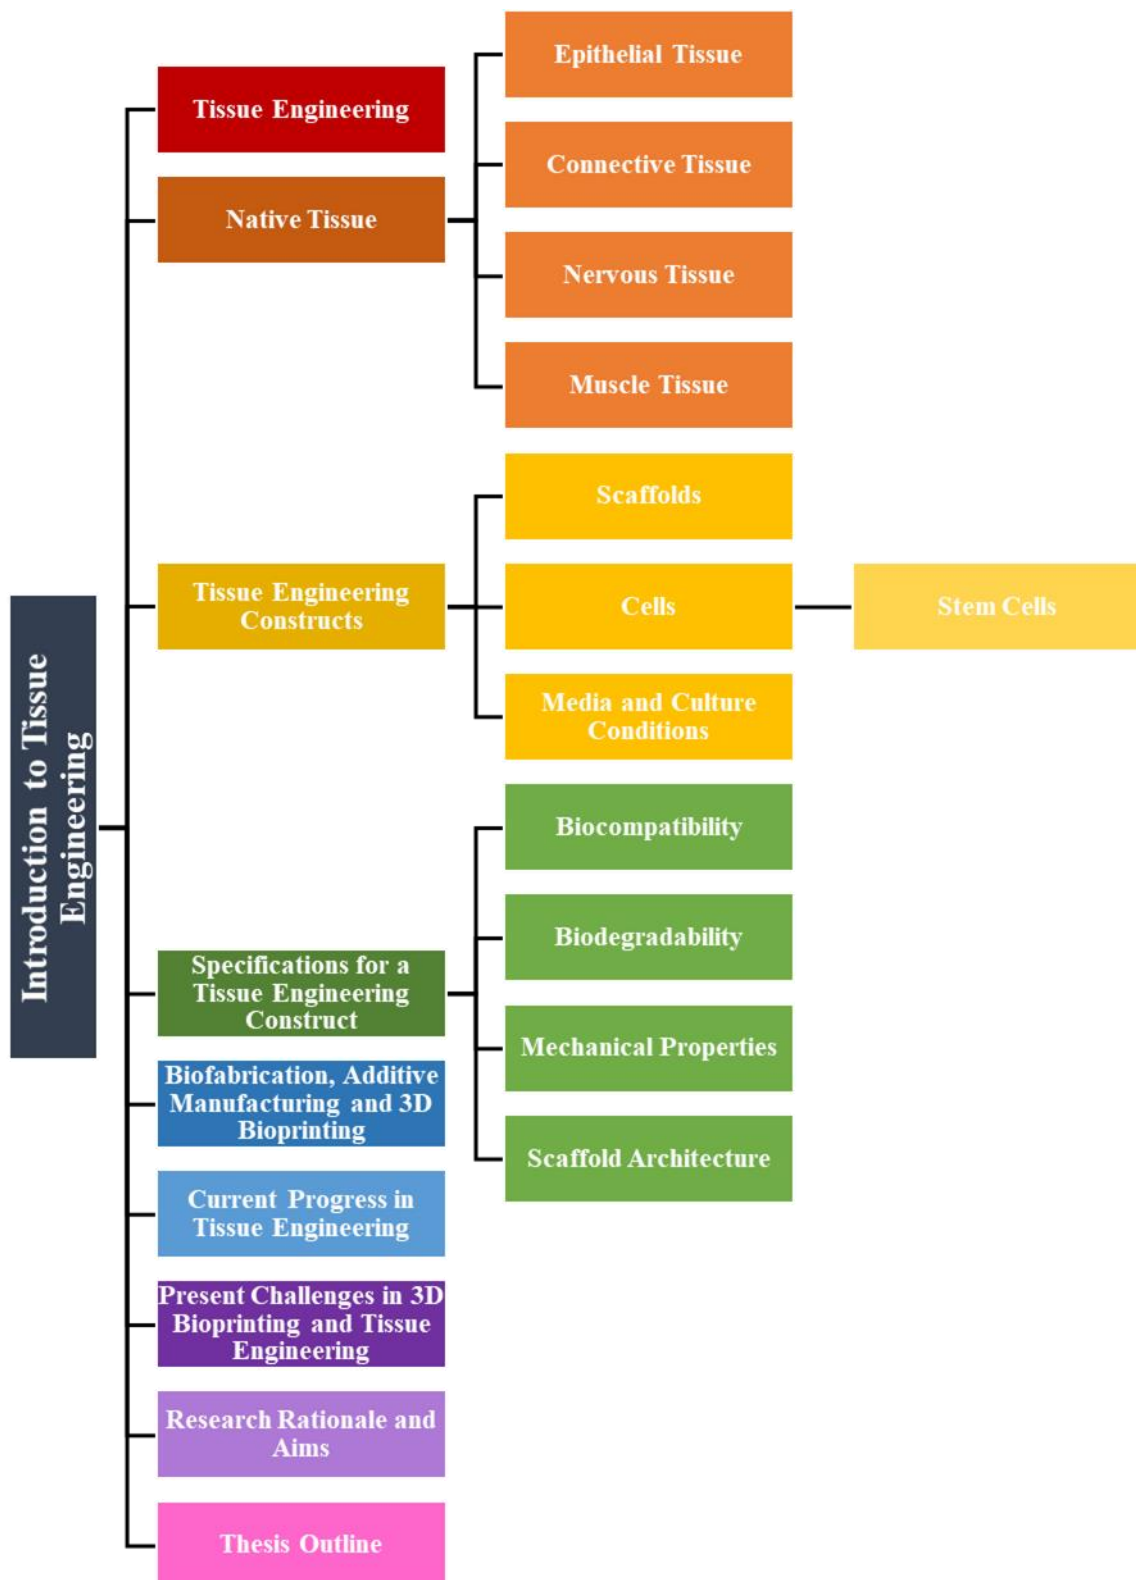 Introduction to Tissue
Engineering
Tissue Engineering
Native Tissue
Epithelial Tissue
Connective Tissue
Nervous Tissue
Muscle Tissue
Tissue Engineering
Constructs
Scaffolds
Cells
Stem Cells
Media and Culture
Conditions
Specifications for a
Tissue Engineering
Construct
Biocompatibility
Biodegradability
Mechanical Properties
Scaffold Architecture
Biofabrication, Additive
Manufacturing and 3D
Bioprinting
Current Progress in
Tissue Engineering
Present Challenges in 3D
Bioprinting and Tissue
Engineering
Research Rationale and
Aims
Thesis Outline